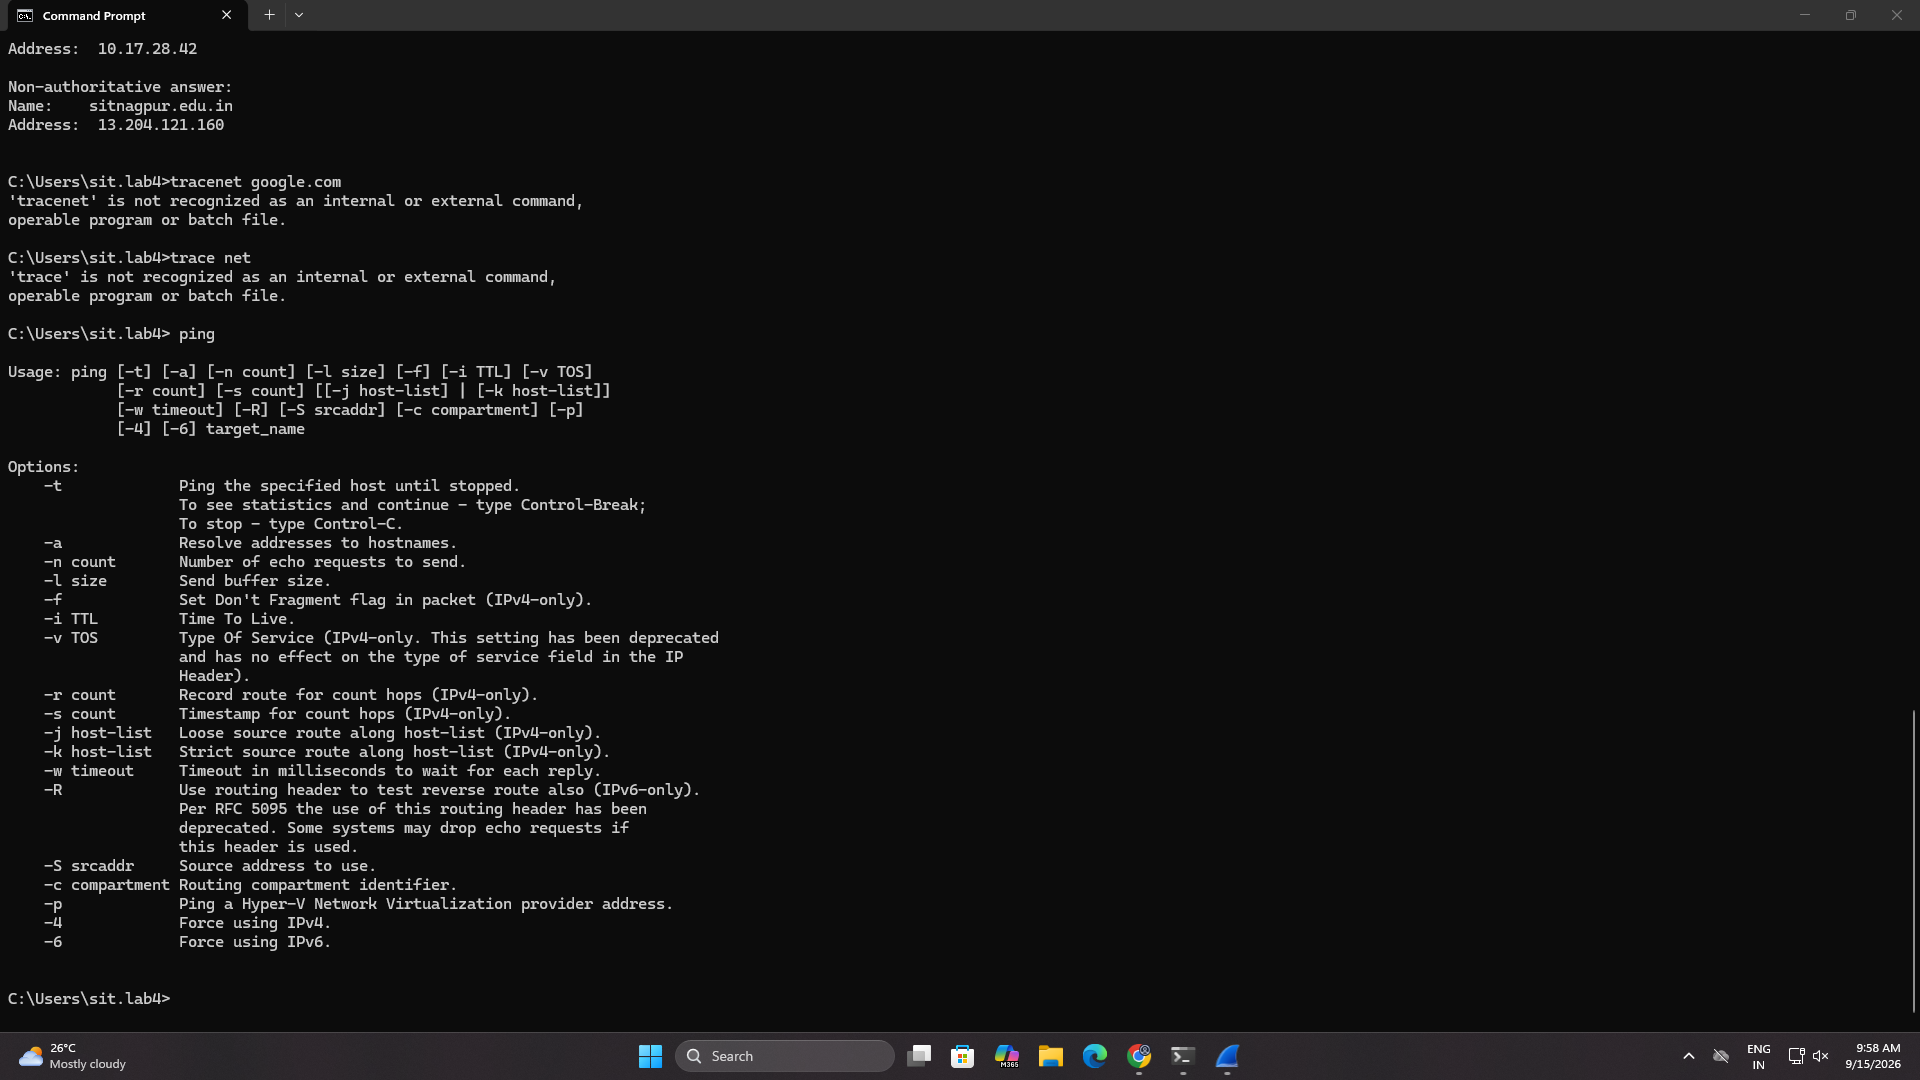 Command Prompt
Address:  10.17.28.42
Non-authoritative answer:
Name:    sitnagpur.edu.in
Address:  13.204.121.160
C:\Users\sit.lab4>tracenet google.com
'tracenet' is not recognized as an internal or external command,
operable program or batch file.
C:\Users\sit.lab4>trace net
'trace' is not recognized as an internal or external command,
operable program or batch file.
C:\Users\sit.lab4> ping
Usage: ping [-t] [-a] [-n count] [-l size] [-f] [-i TTL] [-v TOS]
            [-r count] [-s count] [[-j host-list] | [-k host-list]]
            [-w timeout] [-R] [-S srcaddr] [-c compartment] [-p]
            [-4] [-6] target_name
Options:
    -t             Ping the specified host until stopped.
                   To see statistics and continue - type Control-Break;
                   To stop - type Control-C.
    -a             Resolve addresses to hostnames.
    -n count       Number of echo requests to send.
    -l size        Send buffer size.
    -f             Set Don't Fragment flag in packet (IPv4-only).
    -i TTL         Time To Live.
    -v TOS         Type Of Service (IPv4-only. This setting has been deprecated
                   and has no effect on the type of service field in the IP
                   Header).
    -r count       Record route for count hops (IPv4-only).
    -s count       Timestamp for count hops (IPv4-only).
    -j host-list   Loose source route along host-list (IPv4-only).
    -k host-list   Strict source route along host-list (IPv4-only).
    -w timeout     Timeout in milliseconds to wait for each reply.
    -R             Use routing header to test reverse route also (IPv6-only).
                   Per RFC 5095 the use of this routing header has been
                   deprecated. Some systems may drop echo requests if
                   this header is used.
    -S srcaddr     Source address to use.
    -c compartment Routing compartment identifier.
    -p             Ping a Hyper-V Network Virtualization provider address.
    -4             Force using IPv4.
    -6             Force using IPv6.
C:\Users\sit.lab4>
26°C
Mostly cloudy
Search
M365
ENG
IN
9:58 AM
9/15/2026